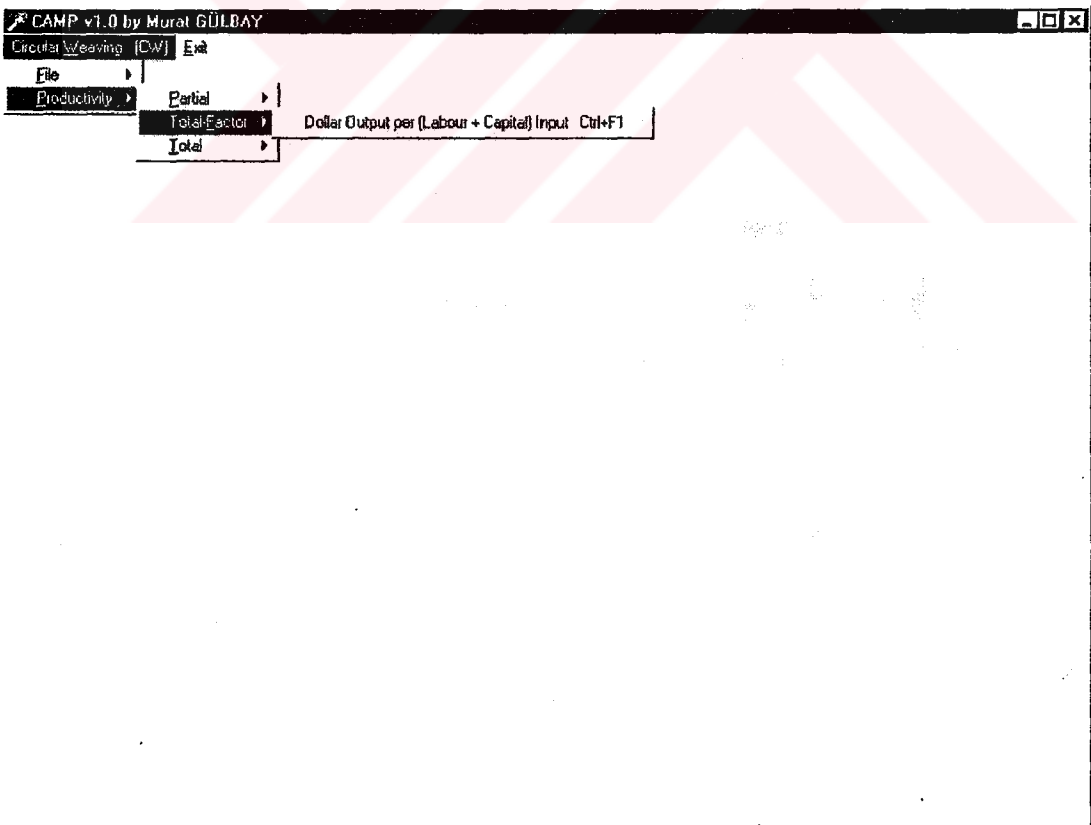 CAMP v1.0 by Murat GÜLBAY
Circular Weaving (CW) Exit
File
Productivity
Partial
Total-Factor
Dollar Output per (Labour + Capital) Input Ctrl+F1
Total